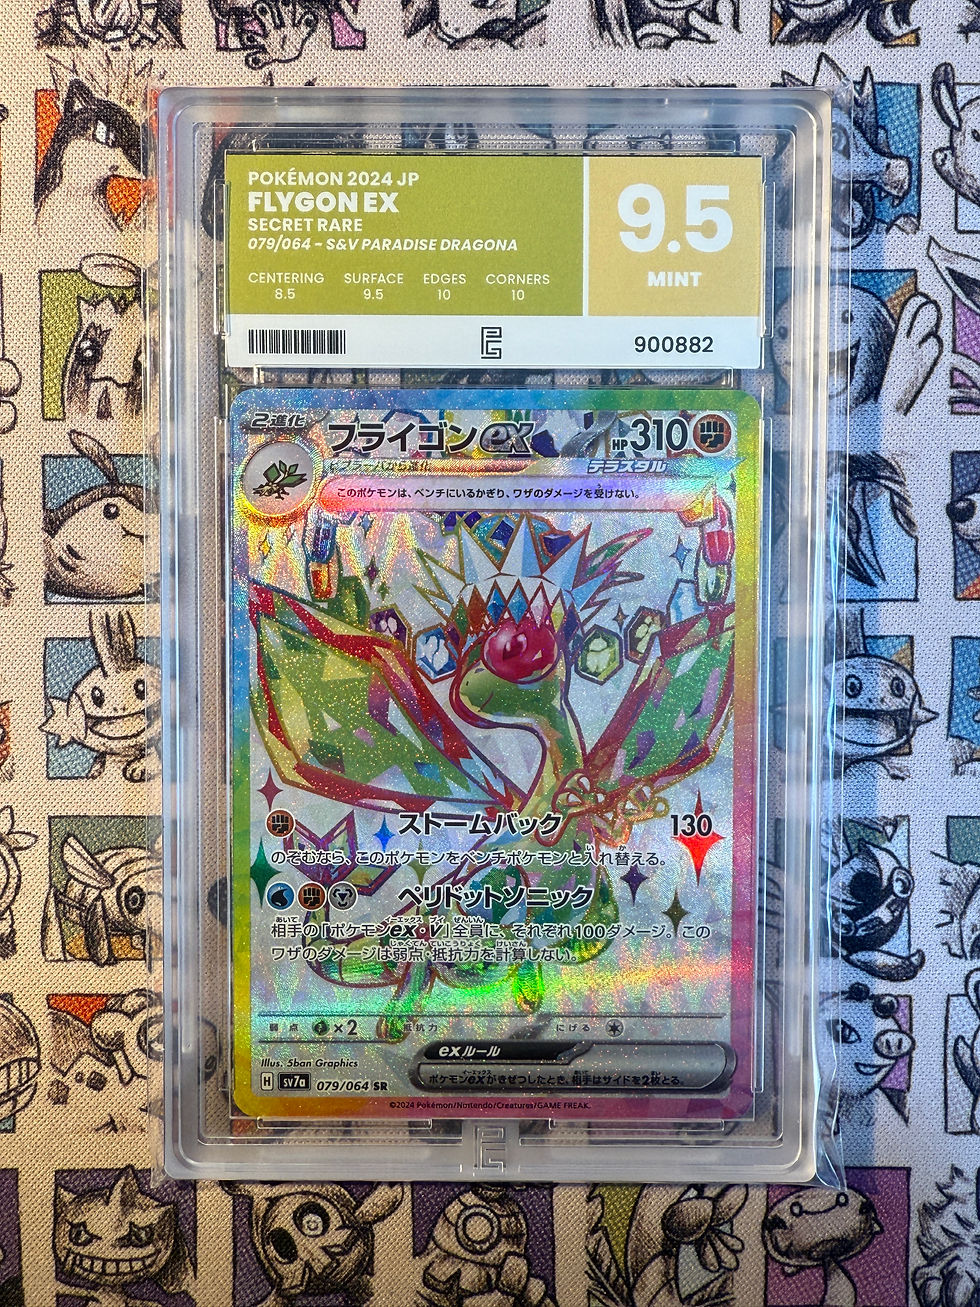 POKÉMON 2024 JP
FLYGON EX
SECRET RARE
079/064 - S&V PARADISE DRAGONA
CENTERING SURFACE EDGES CORNERS
8.5 9.5 10 10
9.5
MINT
900882
2進化
フライゴンex
HP310
ビブラーバから進化
テラスタル
このポケモンは、ベンチにいるかぎり、ワザのダメージを受けない。
ストームバック 130
のぞむなら、このポケモンをベンチポケモンと入れ替える。
ペリドットソニック
相手の「ポケモンex・V」全員に、それぞれ100ダメージ。この
ワザのダメージは弱点・抵抗力を計算しない。
弱点 ×2 抵抗力 にげる
exルール
ポケモンexがきぜつしたとき、相手はサイドを2枚とる。
Illus. 5ban Graphics
H sv7a 079/064 SR
©2024 Pokémon/Nintendo/Creatures/GAME FREAK.